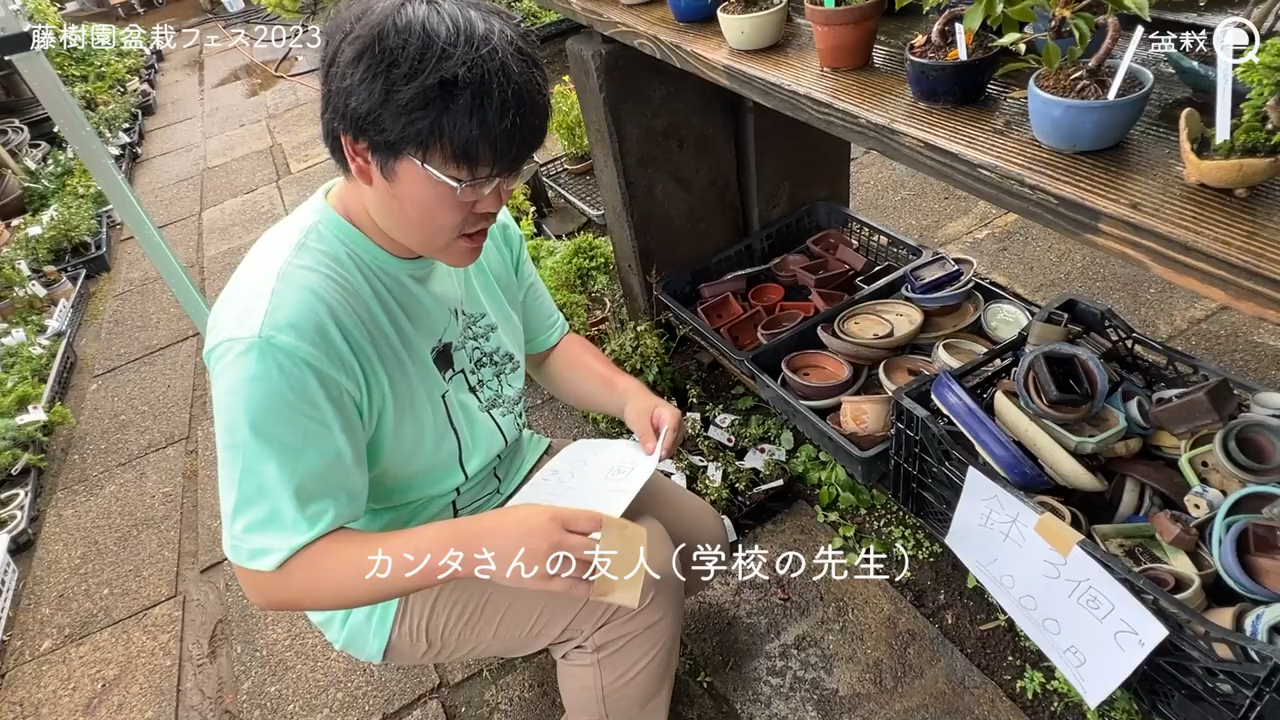 藤樹園盆栽フェス2023
盆栽
カンタさんの友人（学校の先生）
鉢3個で
1000円